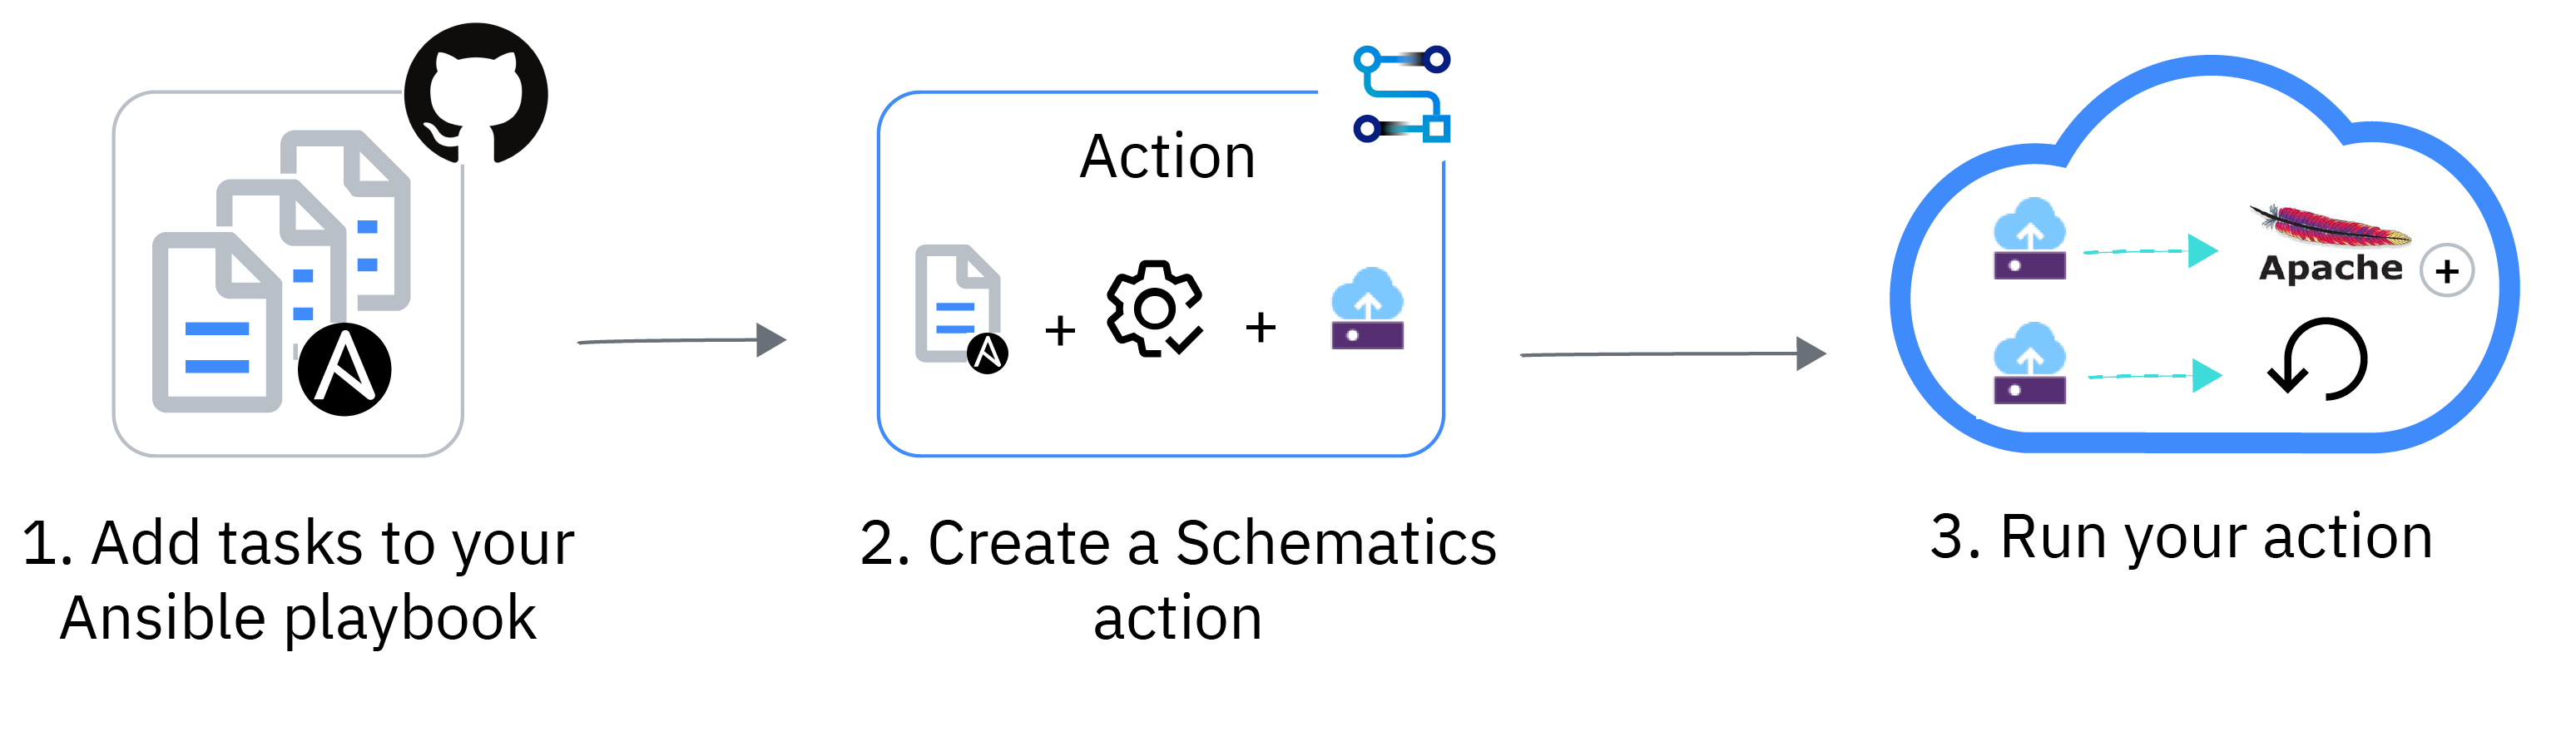 Action
+
+
Apache
+
1. Add tasks to your
Ansible playbook
2. Create a Schematics
action
3. Run your action